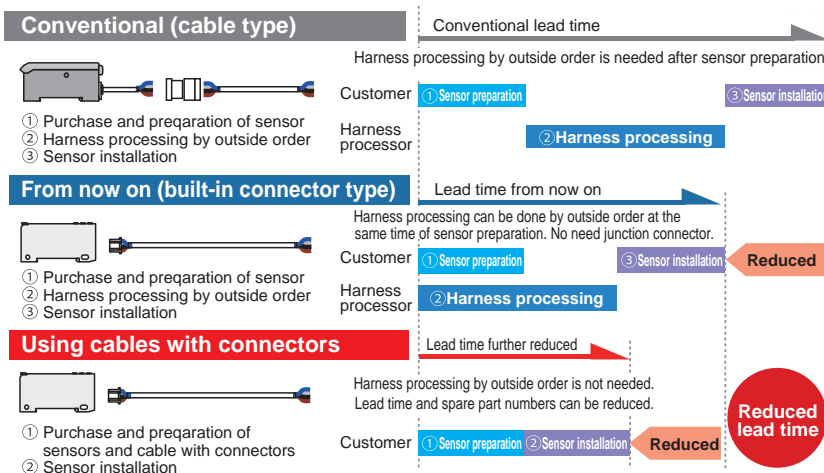 Conventional (cable type)
Conventional lead time
Harness processing by outside order is needed after sensor preparation
① Purchase and preqaration of sensor
② Harness processing by outside order
③ Sensor installation
Customer
①Sensor preparation
③Sensor installation
Harness
processor
②Harness processing
From now on (built-in connector type)
Lead time from now on
Harness processing can be done by outside order at the
same time of sensor preparation. No need junction connector.
① Purchase and preqaration of sensor
② Harness processing by outside order
③ Sensor installation
Customer
①Sensor preparation
③Sensor installation
Reduced
Harness
processor
②Harness processing
Using cables with connectors
Lead time further reduced
Harness processing by outside order is not needed.
Lead time and spare part numbers can be reduced.
① Purchase and preqaration of
sensors and cable with connectors
② Sensor installation
Customer
①Sensor preparation
②Sensor installation
Reduced
Reduced
lead time